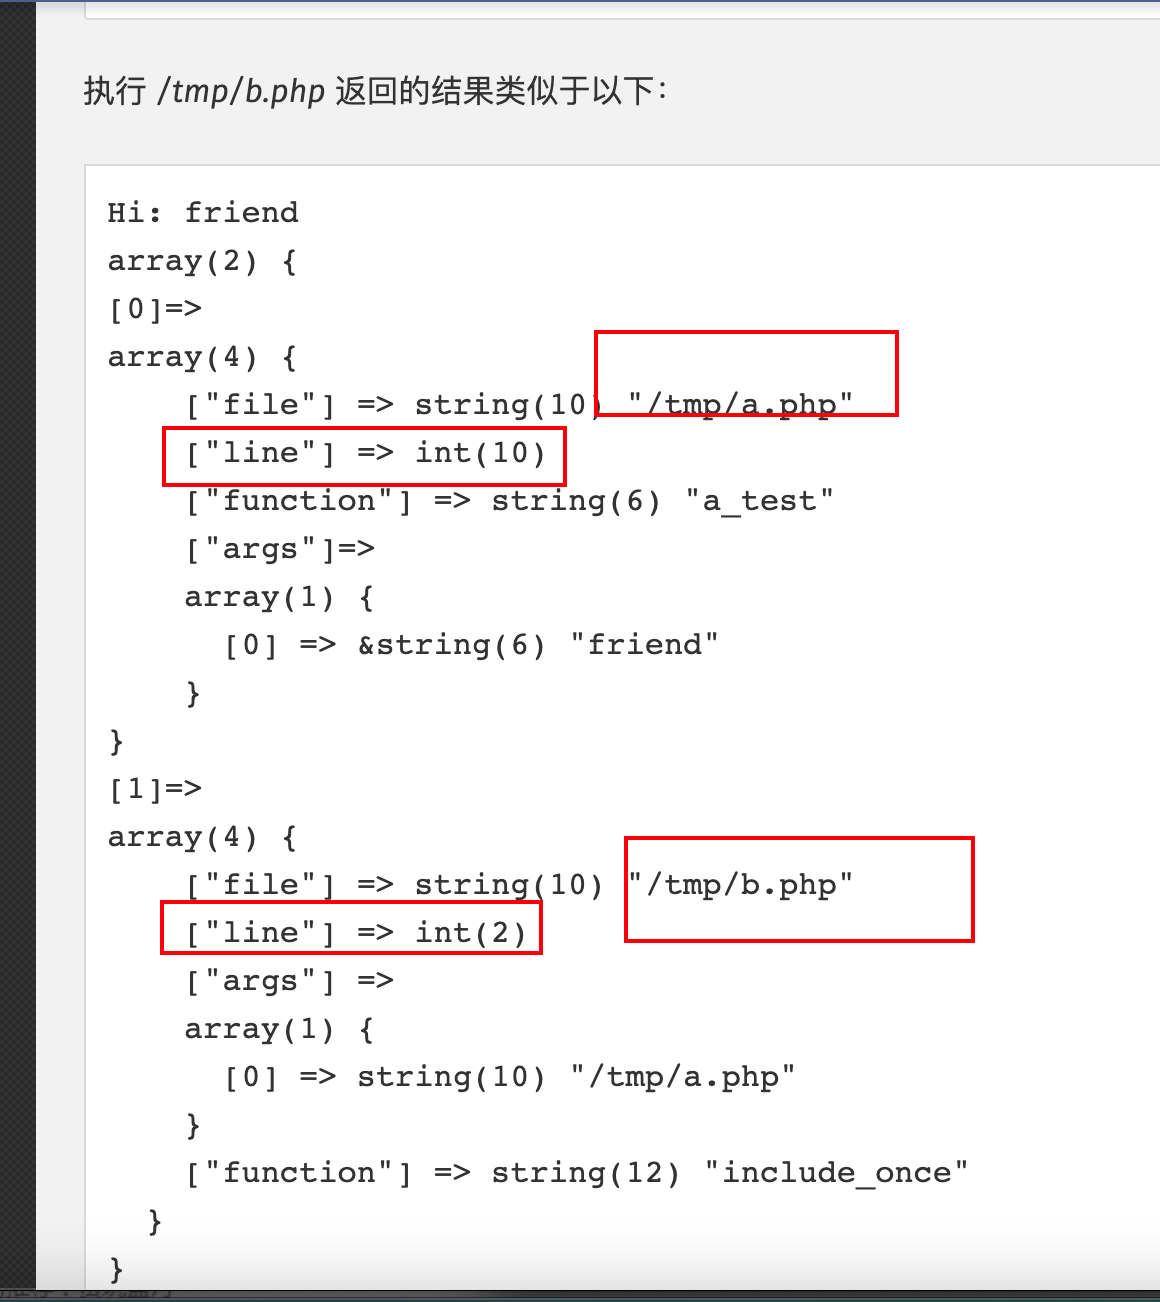 执行 /tmp/b.php 返回的结果类似于以下：
Hi: friend
array(2) {
[0]=>
array(4) {
["file"] => string(10) "/tmp/a.php"
["line"] => int(10)
["function"] => string(6) "a_test"
["args"]=>
array(1) {
[0] => &string(6) "friend"
}
}
[1]=>
array(4) {
["file"] => string(10) "/tmp/b.php"
["line"] => int(2)
["args"] =>
array(1) {
[0] => string(10) "/tmp/a.php"
}
["function"] => string(12) "include_once"
}
}